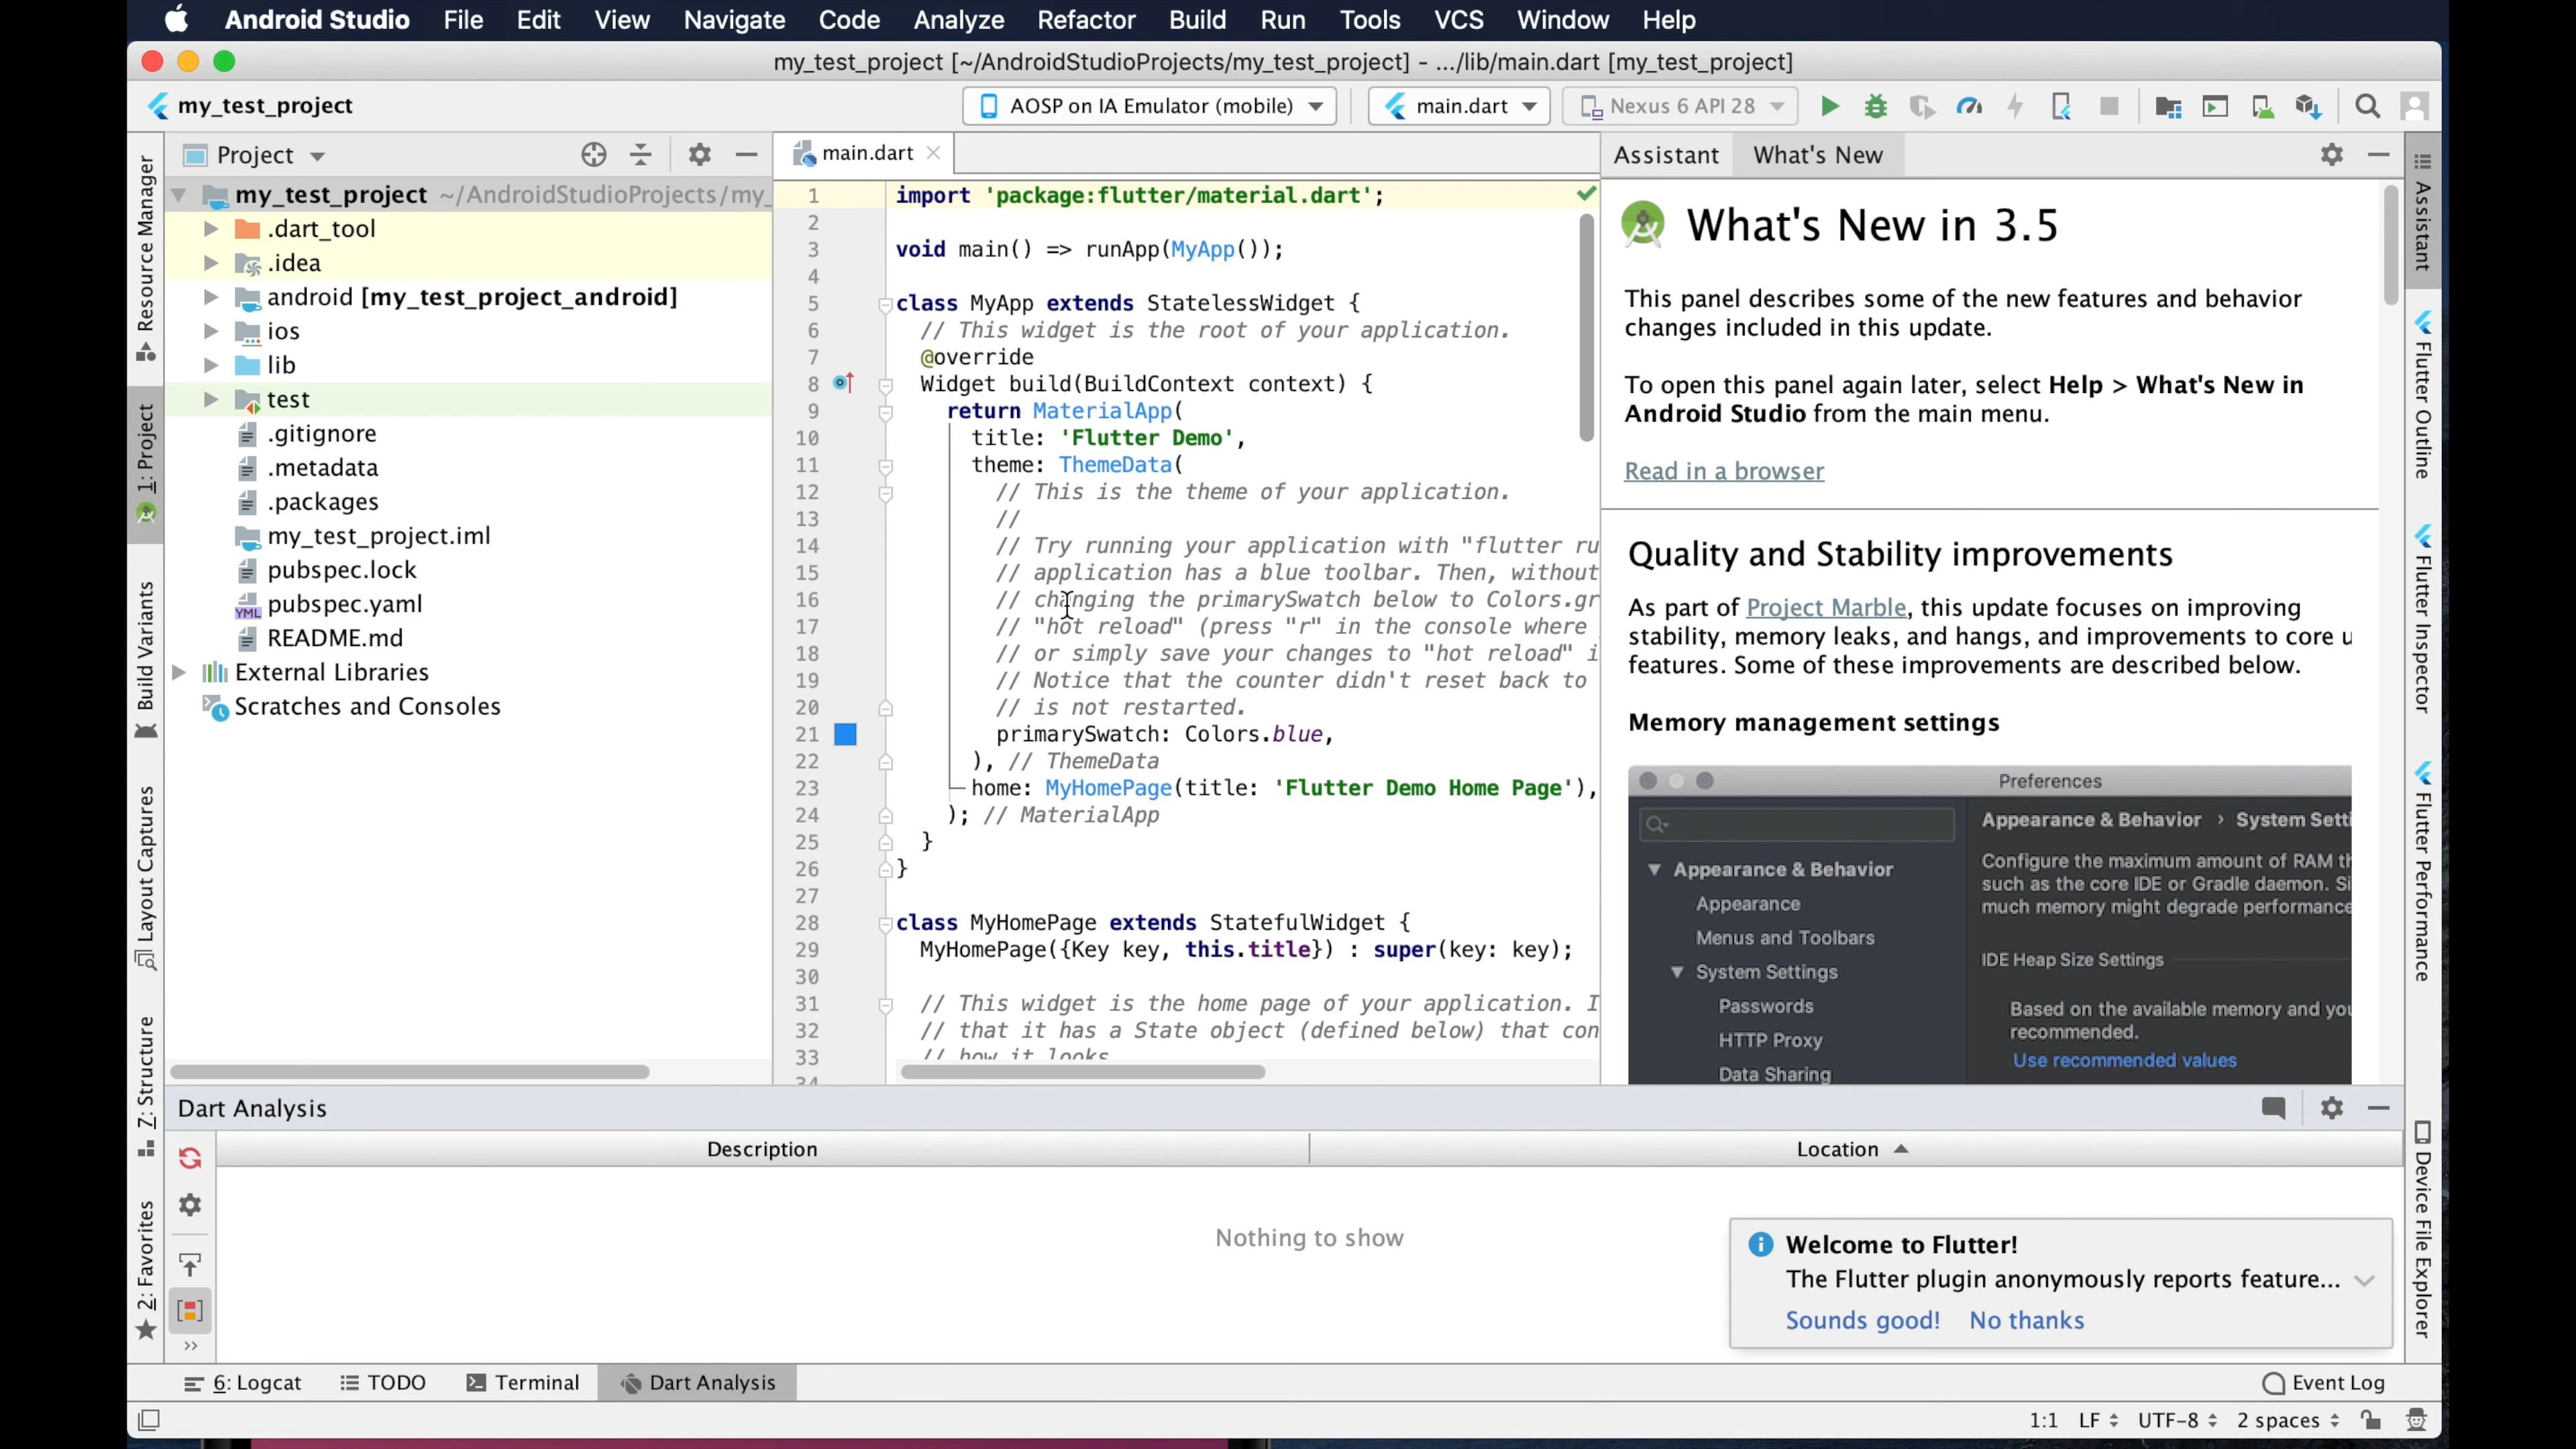 Android Studio File Edit View Navigate Code Analyze Refactor Build Run Tools VCS Window Help
my_test_project [~/AndroidStudioProjects/my_test_project] - .../lib/main.dart [my_test_project]
my_test_project
AOSP on IA Emulator (mobile)
main.dart
Nexus 6 API 28
Resource Manager
1: Project
Build Variants
Layout Captures
Z: Structure
2: Favorites
Project
my_test_project ~/AndroidStudioProjects/my_
.dart_tool
.idea
android [my_test_project_android]
ios
lib
test
.gitignore
.metadata
.packages
my_test_project.iml
pubspec.lock
YML pubspec.yaml
README.md
External Libraries
Scratches and Consoles
main.dart
1 import 'package:flutter/material.dart';
2
3 void main() => runApp(MyApp());
4
5 class MyApp extends StatelessWidget {
6 // This widget is the root of your application.
7 @override
8 Widget build(BuildContext context) {
9 return MaterialApp(
10 title: 'Flutter Demo',
11 theme: ThemeData(
12 // This is the theme of your application.
13 //
14 // Try running your application with "flutter ru
15 // application has a blue toolbar. Then, without
16 // changing the primarySwatch below to Colors.gr
17 // "hot reload" (press "r" in the console where
18 // or simply save your changes to "hot reload" i
19 // Notice that the counter didn't reset back to
20 // is not restarted.
21 primarySwatch: Colors.blue,
22 ), // ThemeData
23 home: MyHomePage(title: 'Flutter Demo Home Page'),
24 ); // MaterialApp
25 }
26 }
27
28 class MyHomePage extends StatefulWidget {
29 MyHomePage({Key key, this.title}) : super(key: key);
30
31 // This widget is the home page of your application. I
32 // that it has a State object (defined below) that con
33 // how it looks
34
Assistant What's New
What's New in 3.5
This panel describes some of the new features and behavior
changes included in this update.
To open this panel again later, select Help > What's New in
Android Studio from the main menu.
Read in a browser
Quality and Stability improvements
As part of Project Marble, this update focuses on improving
stability, memory leaks, and hangs, and improvements to core u
features. Some of these improvements are described below.
Memory management settings
Preferences
Appearance & Behavior
Appearance
Menus and Toolbars
System Settings
Passwords
HTTP Proxy
Data Sharing
Appearance & Behavior › System Setti
Configure the maximum amount of RAM th
such as the core IDE or Gradle daemon. Si
much memory might degrade performance
IDE Heap Size Settings
Based on the available memory and you
recommended.
Use recommended values
Assistant
Flutter Outline
Flutter Inspector
Flutter Performance
Device File Explorer
Dart Analysis
Description Location
Nothing to show
Welcome to Flutter!
The Flutter plugin anonymously reports feature...
Sounds good! No thanks
6: Logcat TODO Terminal Dart Analysis Event Log
1:1 LF UTF-8 2 spaces